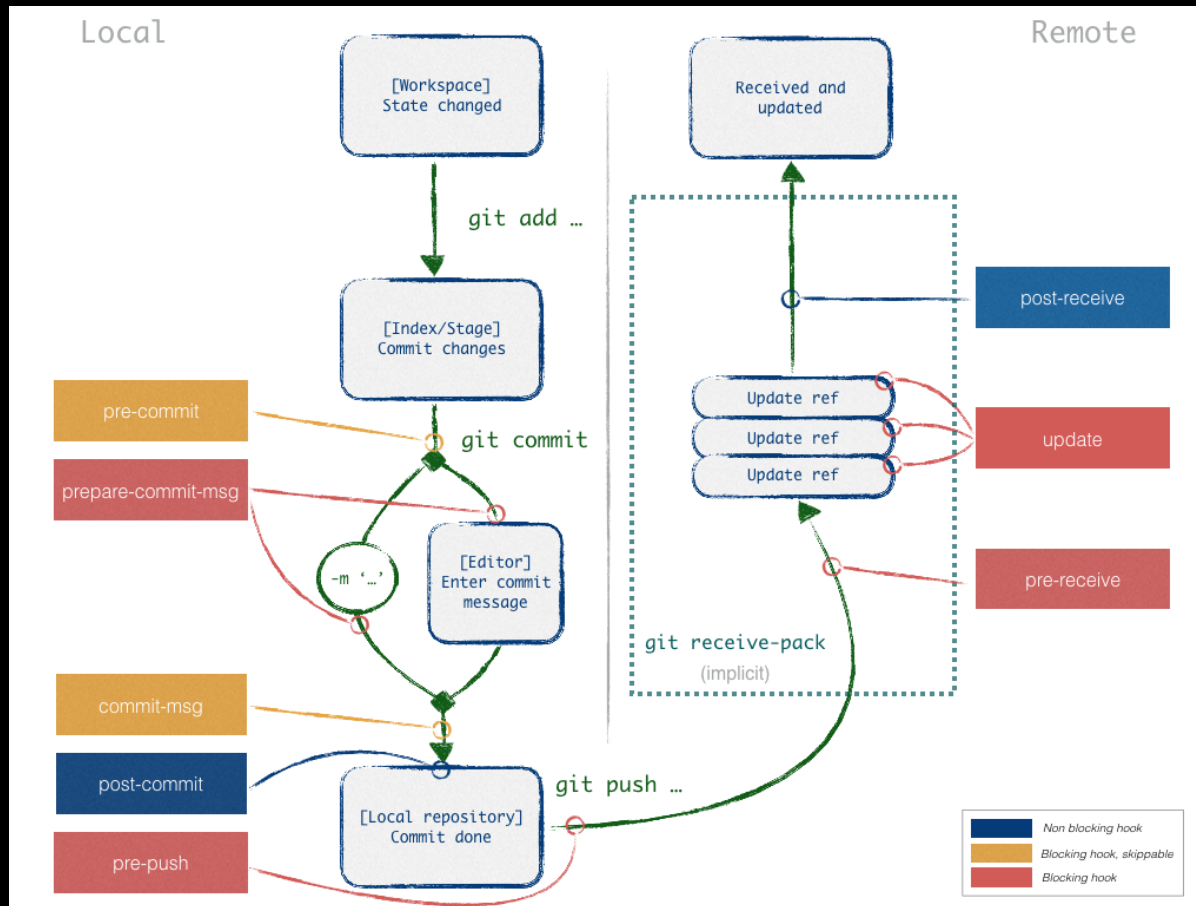 Local
Remote
[Workspace]
State changed
Received and
updated
git add …
post-receive
[Index/Stage]
Commit changes
pre-commit
git commit
Update ref
Update ref
Update ref
update
prepare-commit-msg
-m ‘…’
[Editor]
Enter commit
message
pre-receive
git receive-pack
(implicit)
commit-msg
post-commit
git push …
[Local repository]
Commit done
pre-push
Non blocking hook
Blocking hook, skippable
Blocking hook